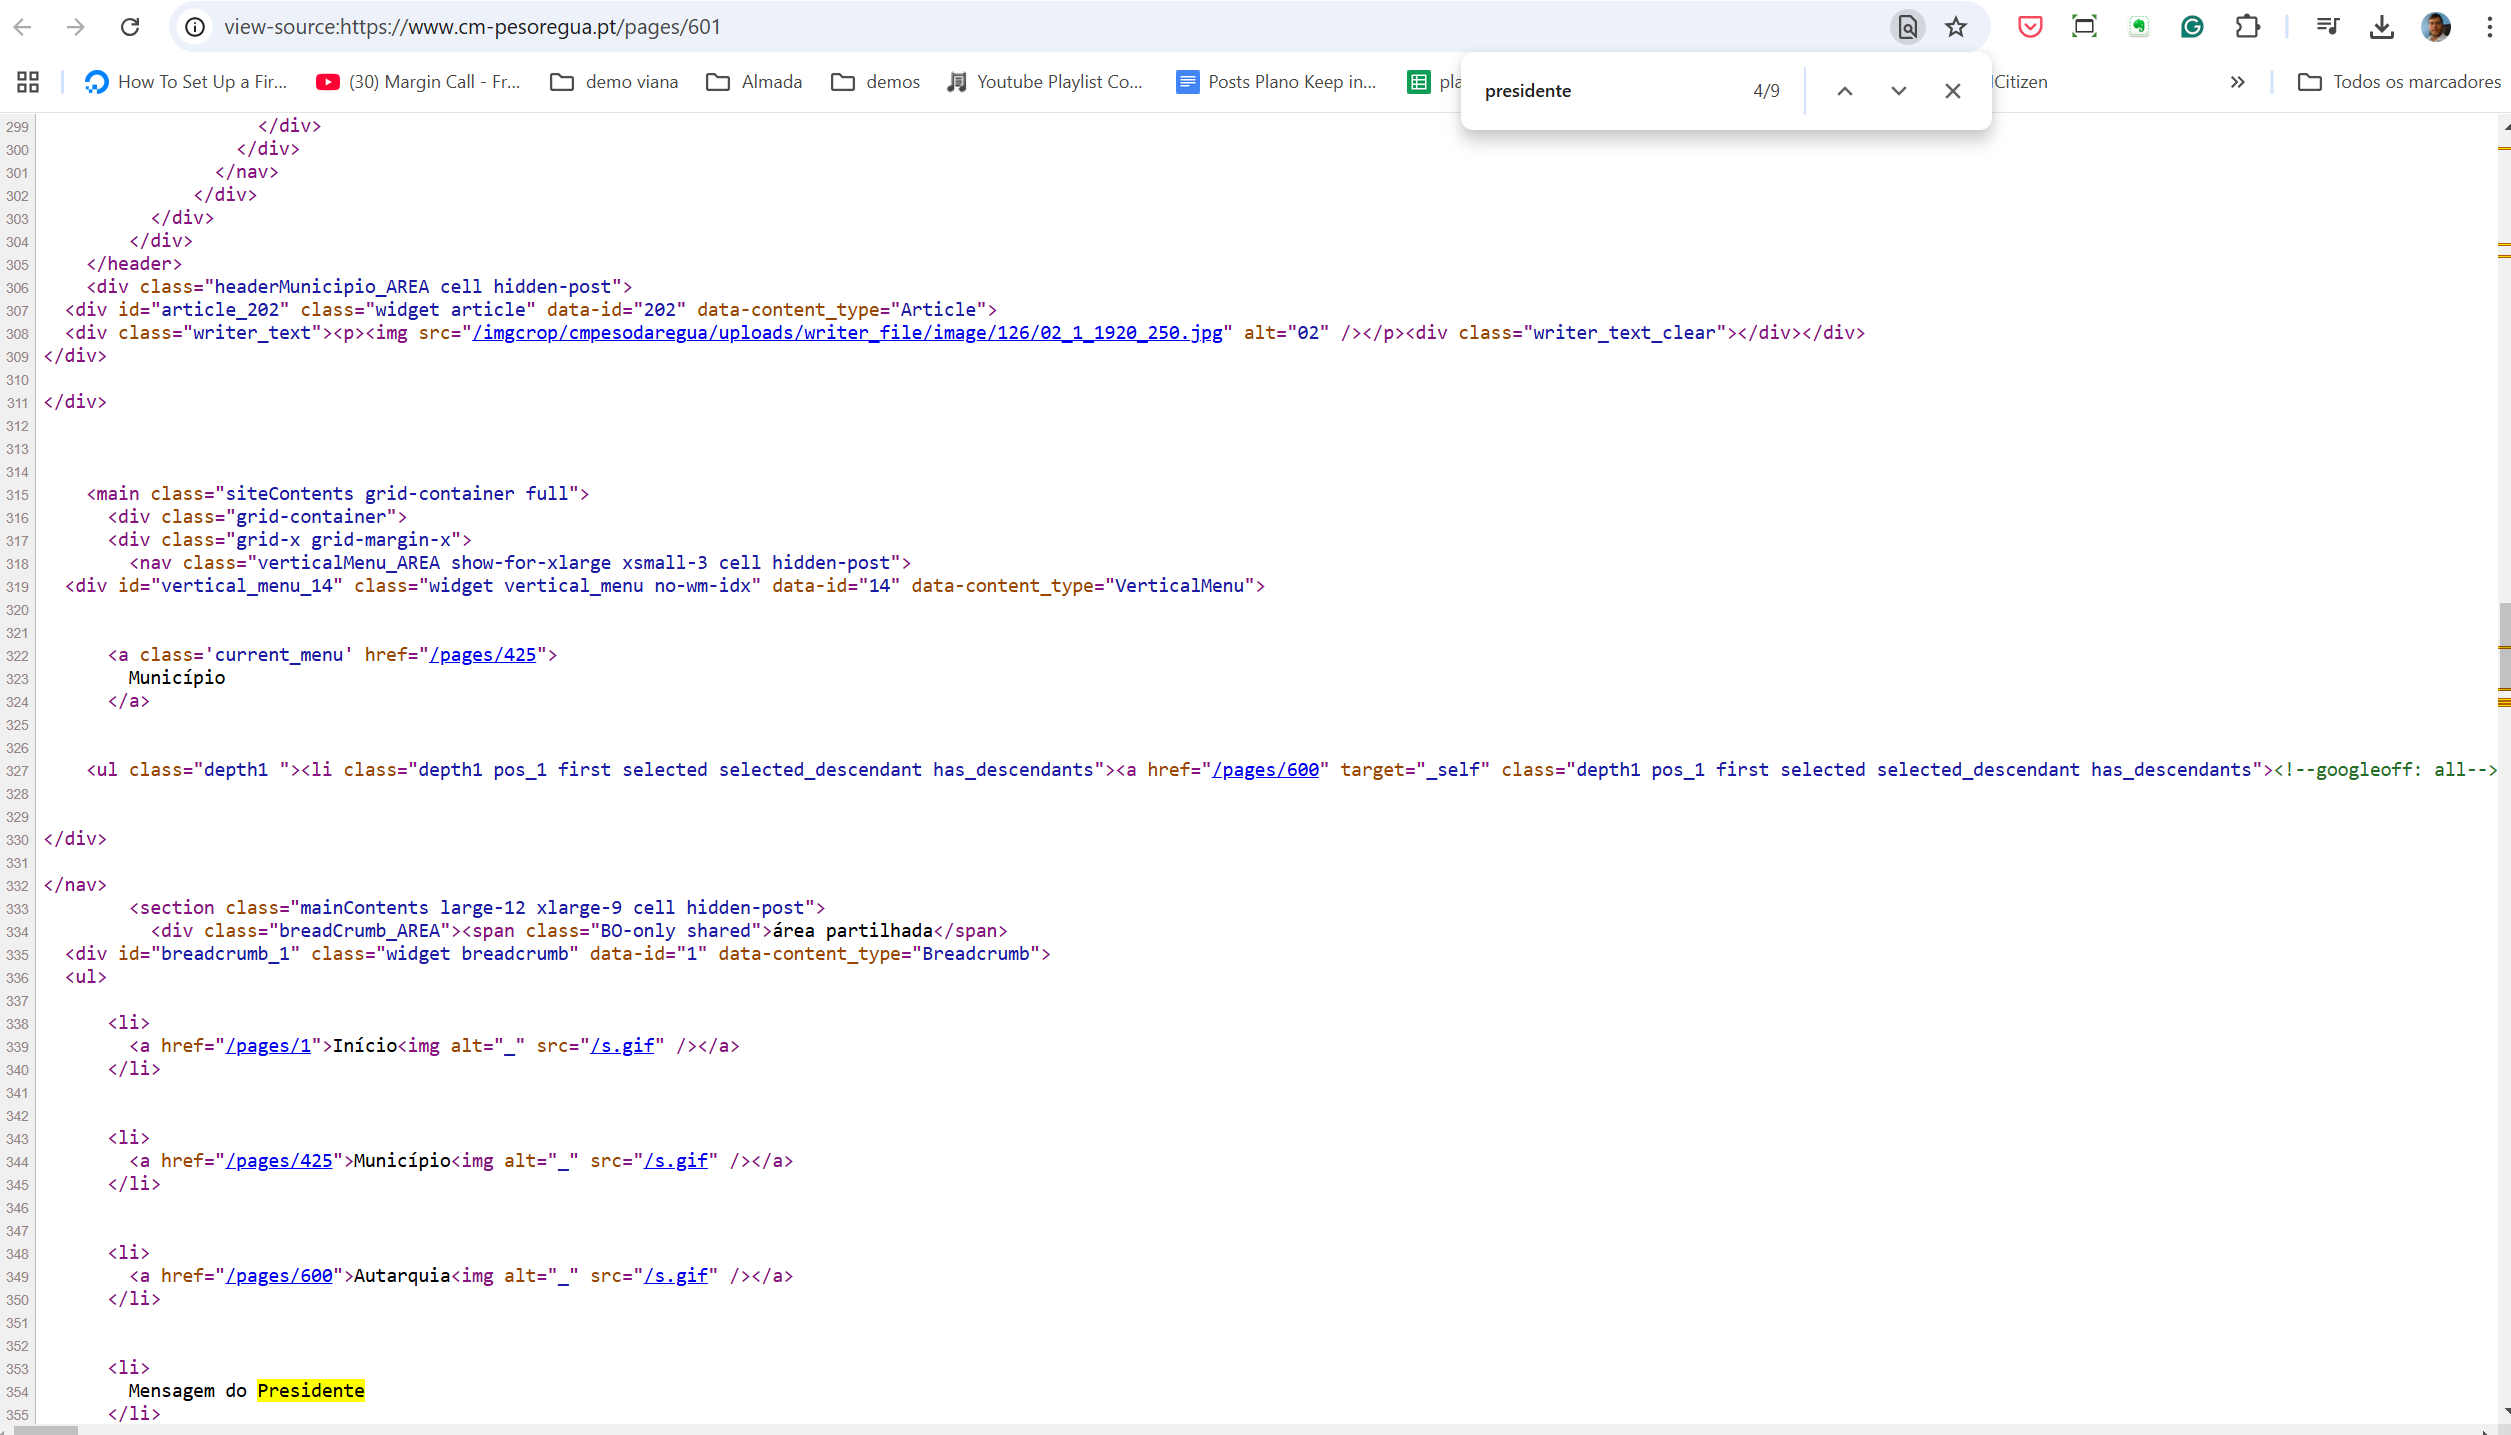 view-source:https://www.cm-pesoregua.pt/pages/601
How To Set Up a Fir...
(30) Margin Call - Fr...
demo viana
Almada
demos
Youtube Playlist Co...
Posts Plano Keep in...
pla
Citizen
Todos os marcadores
presidente 4/9
299 </div>
300 </div>
301 </nav>
302 </div>
303 </div>
304 </div>
305 </header>
306 <div class="headerMunicipio_AREA cell hidden-post">
307 <div id="article_202" class="widget article" data-id="202" data-content_type="Article">
308 <div class="writer_text"><p><img src="/imgcrop/cmpesodaregua/uploads/writer_file/image/126/02_1_1920_250.jpg" alt="02" /></p><div class="writer_text_clear"></div></div>
309 </div>
310
311 </div>
312
313
314
315 <main class="siteContents grid-container full">
316 <div class="grid-container">
317 <div class="grid-x grid-margin-x">
318 <nav class="verticalMenu_AREA show-for-xlarge xsmall-3 cell hidden-post">
319 <div id="vertical_menu_14" class="widget vertical_menu no-wm-idx" data-id="14" data-content_type="VerticalMenu">
320
321
322 <a class='current_menu' href="/pages/425">
323 Município
324 </a>
325
326
327 <ul class="depth1 "><li class="depth1 pos_1 first selected selected_descendant has_descendants"><a href="/pages/600" target="_self" class="depth1 pos_1 first selected selected_descendant has_descendants"><!--googleoff: all-->
328
329
330 </div>
331
332 </nav>
333 <section class="mainContents large-12 xlarge-9 cell hidden-post">
334 <div class="breadCrumb_AREA"><span class="BO-only shared">área partilhada</span>
335 <div id="breadcrumb_1" class="widget breadcrumb" data-id="1" data-content_type="Breadcrumb">
336 <ul>
337
338 <li>
339 <a href="/pages/1">Início<img alt="_" src="/s.gif" /></a>
340 </li>
341
342
343 <li>
344 <a href="/pages/425">Município<img alt="_" src="/s.gif" /></a>
345 </li>
346
347
348 <li>
349 <a href="/pages/600">Autarquia<img alt="_" src="/s.gif" /></a>
350 </li>
351
352
353 <li>
354 Mensagem do Presidente
355 </li>